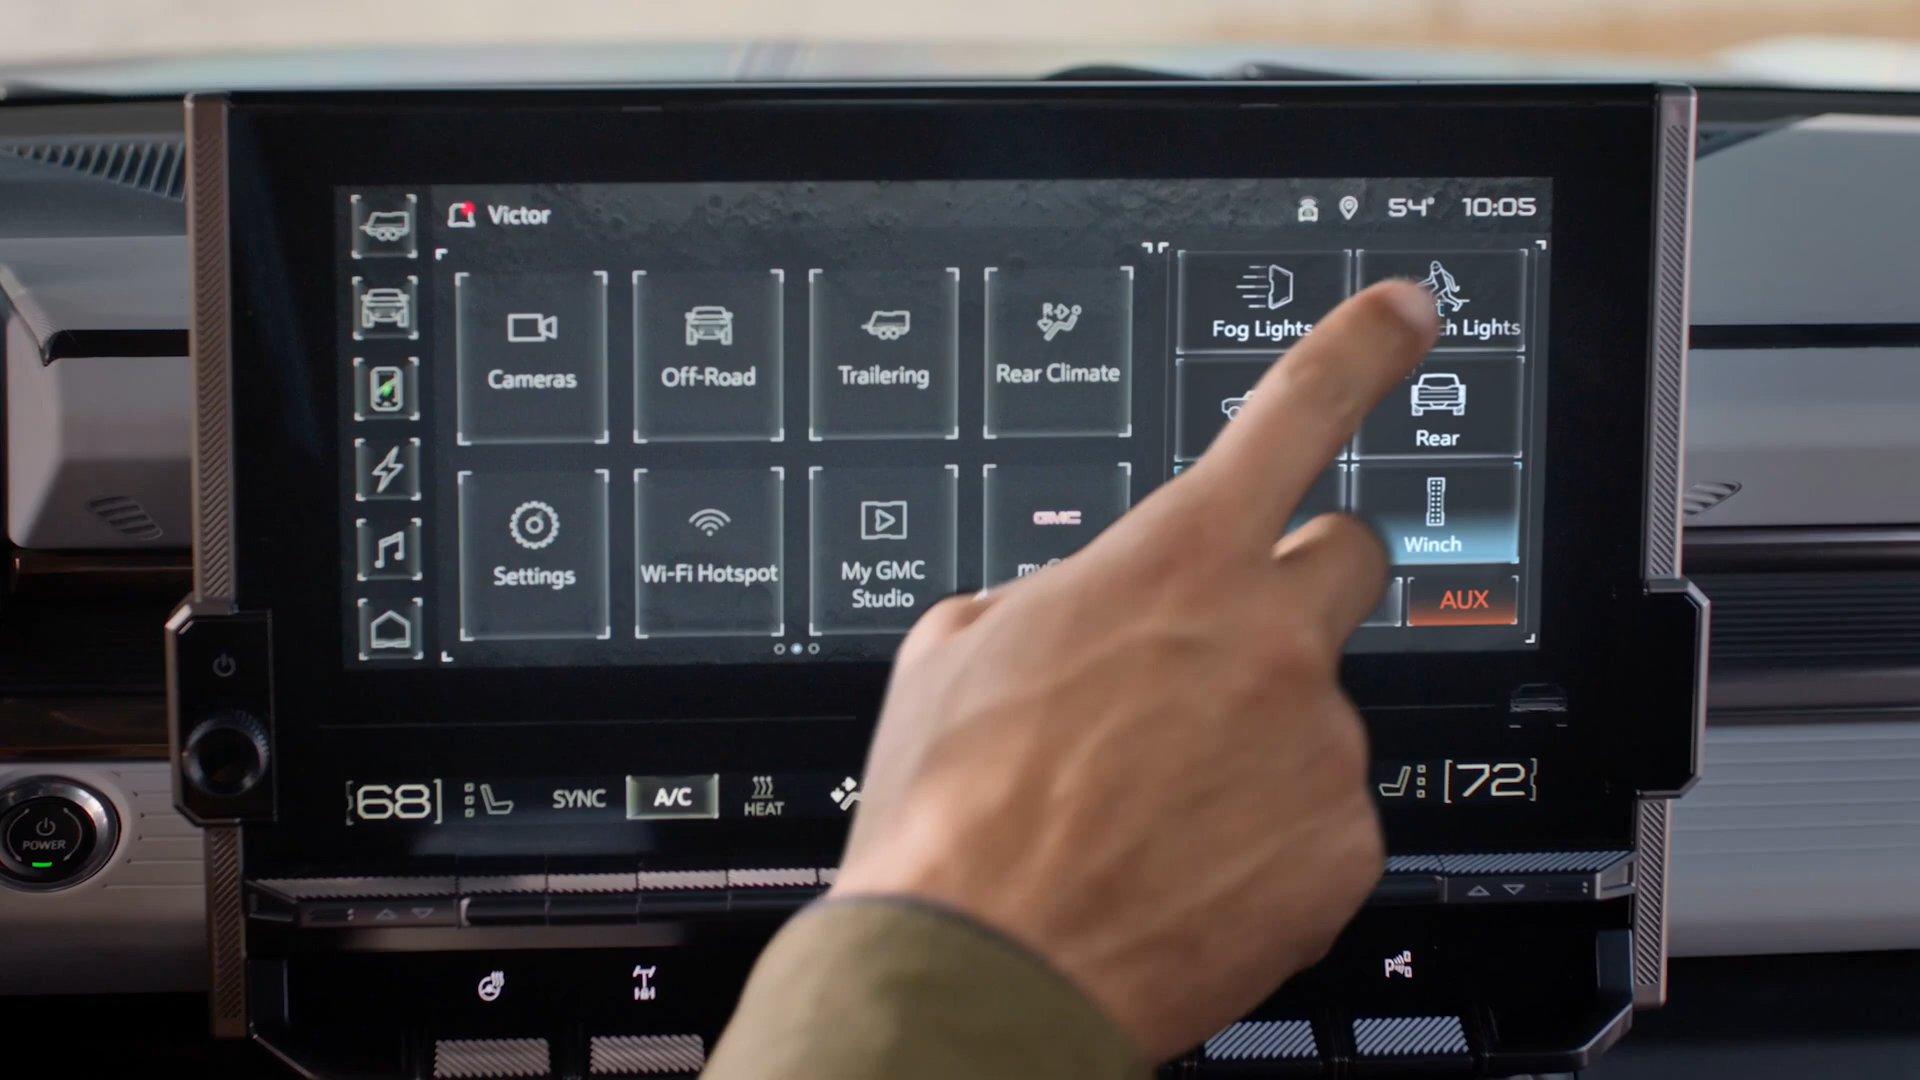 Victor
54° 10:05
Cameras
Off-Road
Trailering
Rear Climate
Fog Lights
Lights
Rear
Settings
Wi-Fi Hotspot
My GMC
Studio
GMC
Winch
AUX
68
SYNC
A/C
HEAT
72
POWER